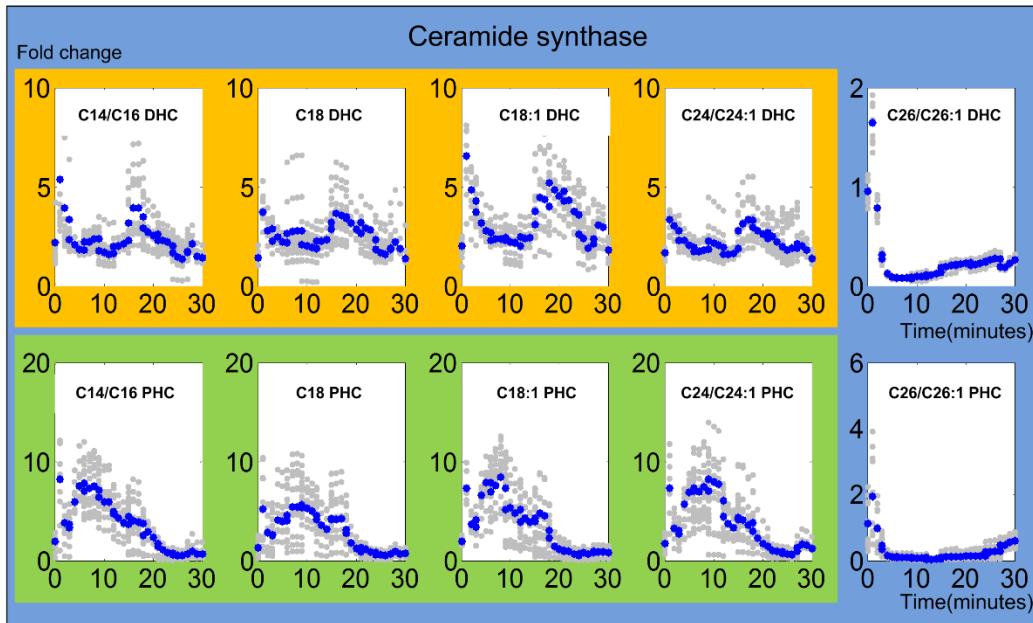 Ceramide synthase
Fold change
10
5
0
0 10 20 30
C14/C16 DHC
10
5
0
0 10 20 30
C18 DHC
10
5
0
0 10 20 30
C18:1 DHC
10
5
0
0 10 20 30
C24/C24:1 DHC
2
1
0
0 10 20 30
C26/C26:1 DHC
Time(minutes)
20
10
0
0 10 20 30
C14/C16 PHC
20
10
0
0 10 20 30
C18 PHC
20
10
0
0 10 20 30
C18:1 PHC
20
10
0
0 10 20 30
C24/C24:1 PHC
6
4
2
0
0 10 20 30
C26/C26:1 PHC
Time(minutes)